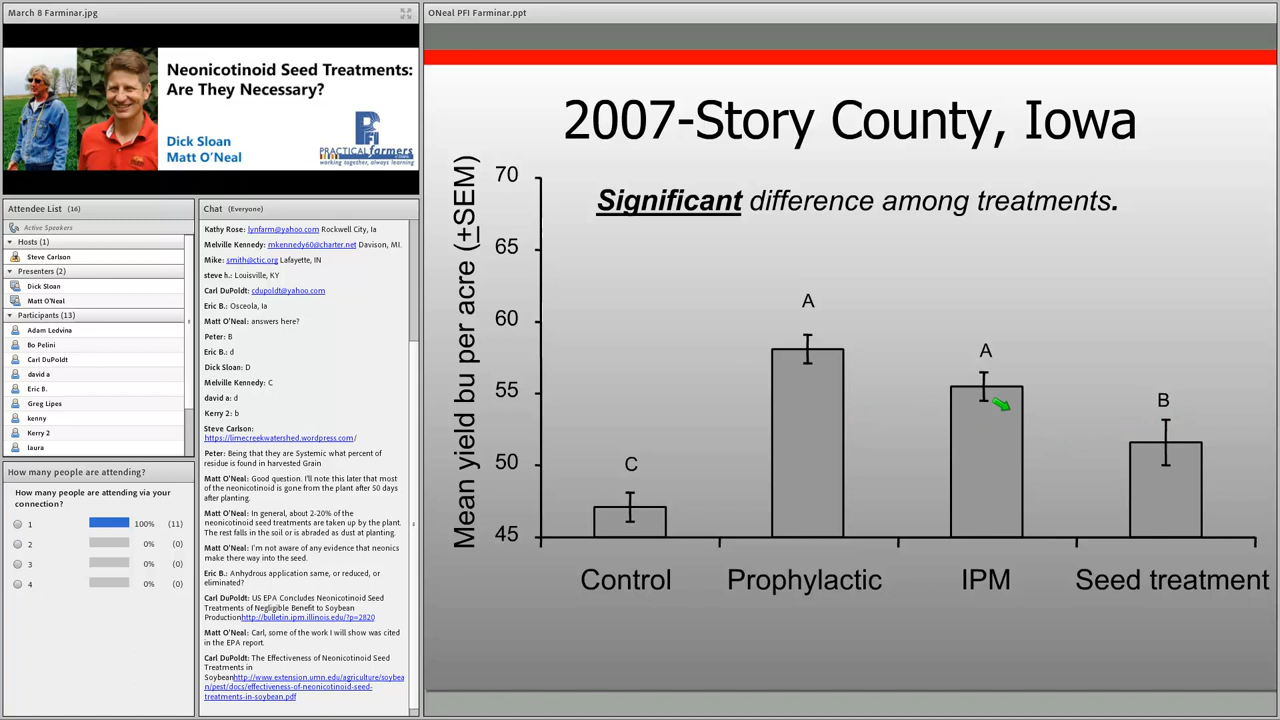 March 8 Farminar.jpg
Neonicotinoid Seed Treatments:
Are They Necessary?
Dick Sloan
Matt O'Neal
PFI
PRACTICAL farmers
working together, always learning
Attendee List (16)
Active Speakers
Hosts (1)
Steve Carlson
Presenters (2)
Dick Sloan
Matt O'Neal
Participants (13)
Adam Ledvina
Bo Pelini
Carl DuPoldt
david a
Eric B.
Greg Lipes
kenny
Kerry 2
laura
How many people are attending?
How many people are attending via your
connection?
1 100% (11)
2 0% (0)
3 0% (0)
4 0% (0)
Chat (Everyone)
Kathy Rose: lynfarm@yahoo.com Rockwell City, Ia
Melville Kennedy: mkennedy60@charter.net Davison, MI.
Mike: smith@ctic.org Lafayette, IN
steve h.: Louisville, KY
Carl DuPoldt: cdupoldt@yahoo.com
Eric B.: Osceola, Ia
Matt O'Neal: answers here?
Peter: B
Eric B.: d
Dick Sloan: D
Melville Kennedy: C
david a: d
Kerry 2: b
Steve Carlson:
https://limecreekwatershed.wordpress.com/
Peter: Being that they are Systemic what percent of
residue is found in harvested Grain
Matt O'Neal: Good question. I'll note this later that most
of the neonicotinoid is gone from the plant after 50 days
after planting.
Matt O'Neal: In general, about 2-20% of the
neonicotinoid seed treatments are taken up by the plant.
The rest falls in the soil or is abraded as dust at planting.
Matt O'Neal: I'm not aware of any evidence that neonics
make there way into the seed.
Eric B.: Anhydrous application same, or reduced, or
eliminated?
Carl DuPoldt: US EPA Concludes Neonicotinoid Seed
Treatments of Negligible Benefit to Soybean
Productionhttp://bulletin.ipm.illinois.edu/?p=2820
Matt O'Neal: Carl, some of the work I will show was cited
in the EPA report.
Carl DuPoldt: The Effectiveness of Neonicotinoid Seed
Treatments in
Soybeanhttp://www.extension.umn.edu/agriculture/soybea
n/pest/docs/effectiveness-of-neonicotinoid-seed-
treatments-in-soybean.pdf
ONeal PFI Farminar.ppt
2007-Story County, Iowa
Significant difference among treatments.
Mean yield bu per acre (±SEM)
70
65
60
55
50
45
C
A
A
B
Control
Prophylactic
IPM
Seed treatment